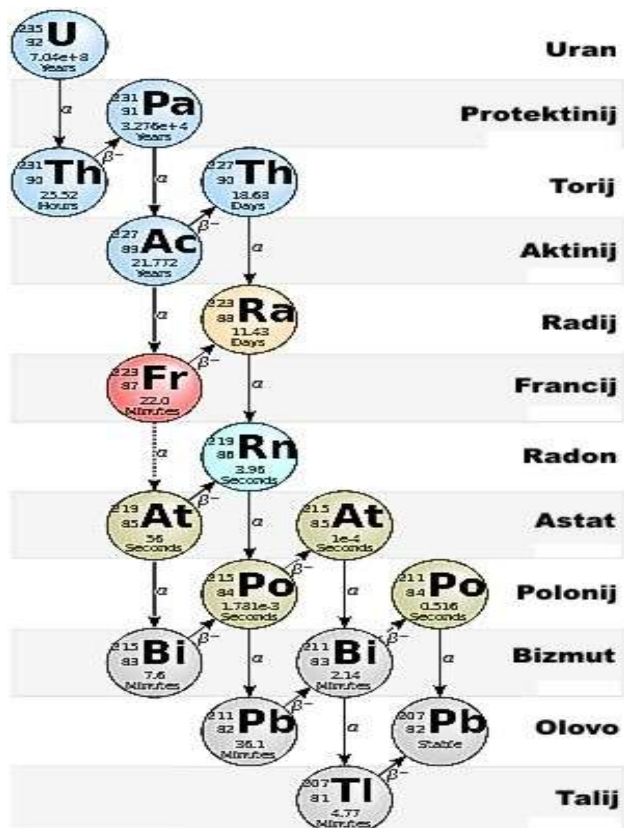 235
92
U
7.04e+8
Years
Uran
α
231
91
Pa
3.276e+4
Years
Protektinij
β−
231
90
Th
25.52
Hours
α
227
90
Th
18.68
Days
Torij
β−
227
89
Ac
21.772
Years
Aktinij
α
α
223
88
Ra
11.43
Days
Radij
β−
223
87
Fr
22.0
Minutes
α
Francij
α
219
86
Rn
3.96
Seconds
Radon
β−
219
85
At
56
Seconds
α
215
85
At
1e-4
Seconds
Astat
β−
α
215
84
Po
1.781e-3
Seconds
α
211
84
Po
0.516
Seconds
Polonij
β−
β−
215
83
Bi
7.6
Minutes
α
211
83
Bi
2.14
Minutes
α
Bizmut
β−
211
82
Pb
36.1
Minutes
α
207
82
Pb
Stable
Olovo
β−
207
81
Tl
4.77
Minutes
Talij